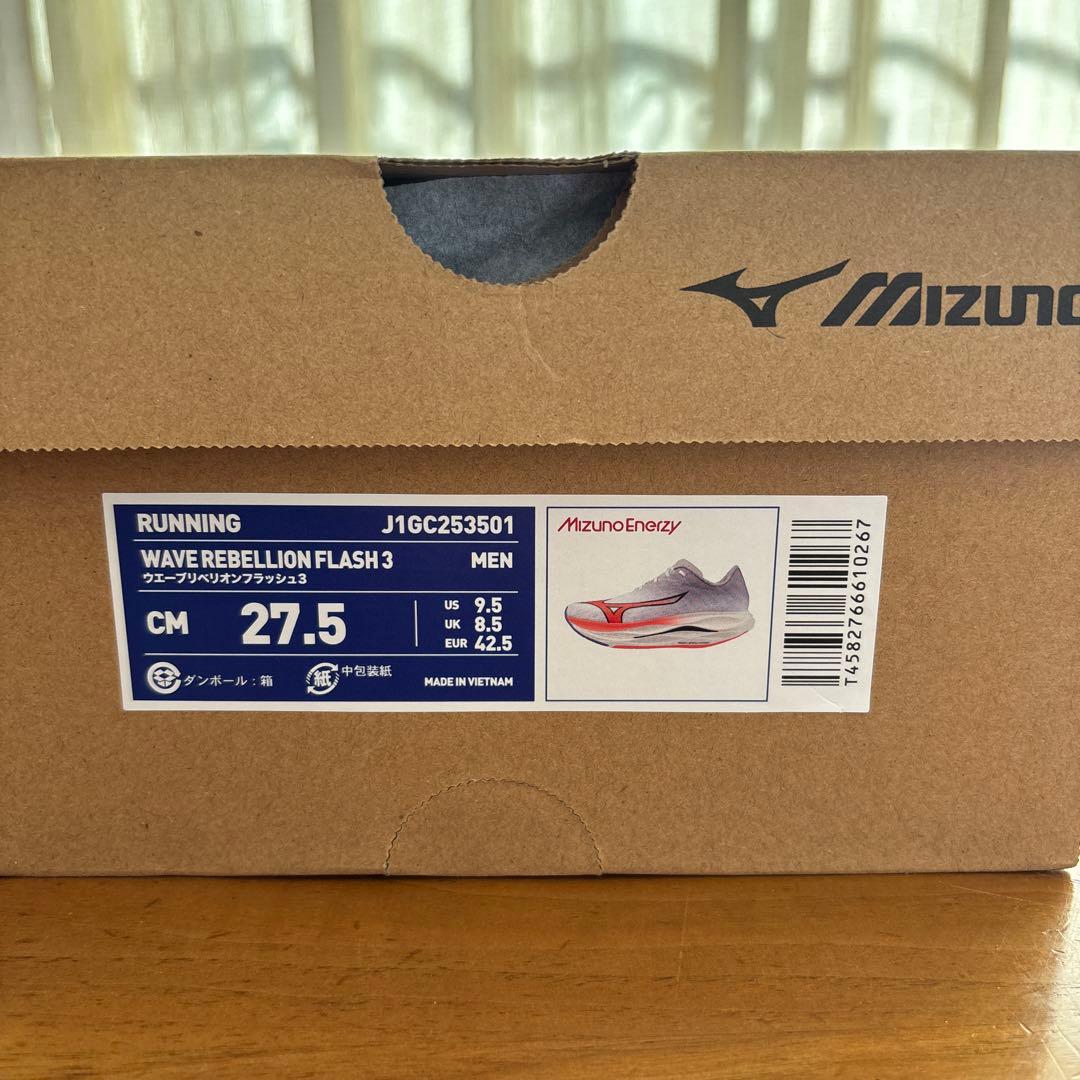 MIZUNO
RUNNING J1GC253501
WAVE REBELLION FLASH 3 MEN
ウエーブリベリオンフラッシュ3
CM 27.5
US 9.5
UK 8.5
EUR 42.5
ダンボール：箱
紙 中包装紙
MADE IN VIETNAM
Mizuno Enerzy
T4582766610267